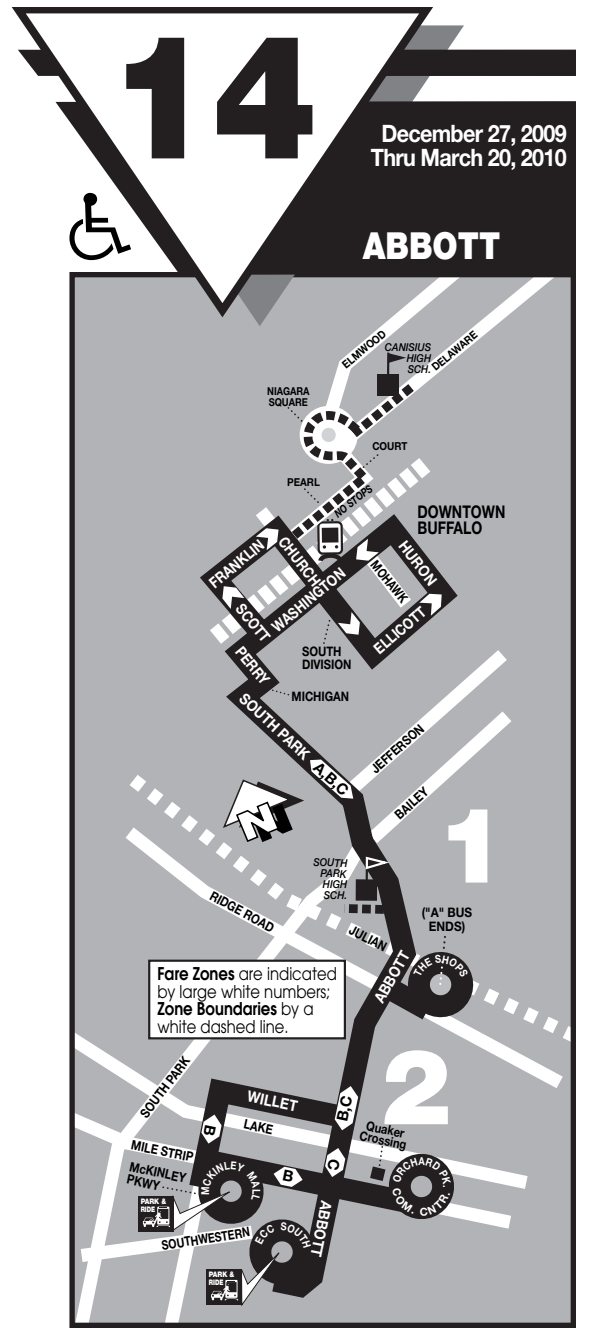 14
December 27, 2009
Thru March 20, 2010
ABBOTT
ELMWOOD
CANISIUS
HIGH
SCH.
DELAWARE
NIAGARA
SQUARE
COURT
PEARL
NO STOPS
DOWNTOWN
BUFFALO
FRANKLIN
CHURCH
HURON
MOHAWK
WASHINGTON
SCOTT
ELLICOTT
SOUTH
DIVISION
PERRY
MICHIGAN
SOUTH PARK
A,B,C
JEFFERSON
BAILEY
N
1
SOUTH
PARK
HIGH
SCH.
RIDGE ROAD
JULIAN
("A" BUS
ENDS)
THE SHOPS
ABBOTT
Fare Zones are indicated
by large white numbers;
Zone Boundaries by a
white dashed line.
2
SOUTH PARK
WILLET
B,C
LAKE
B
Quaker
Crossing
MILE STRIP
McKINLEY
PKWY
MCKINLEY MALL
B
C
ORCHARD PK.
COM. CNTR.
PARK &
RIDE
ABBOTT
SOUTHWESTERN
ECC SOUTH
PARK &
RIDE